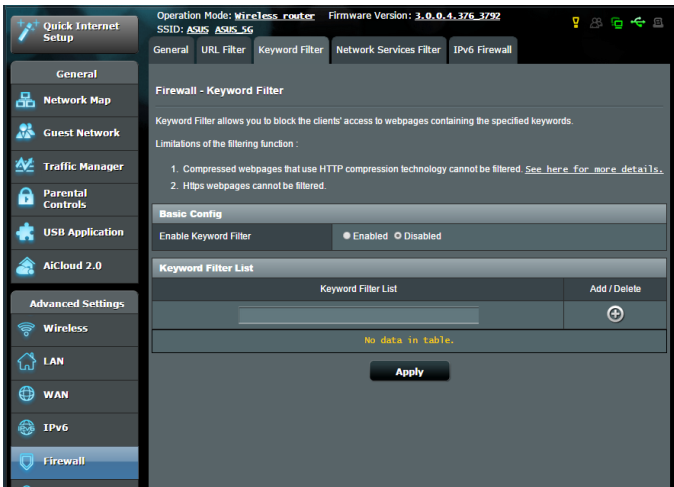 Quick Internet
Setup
Operation Mode: Wireless router Firmware Version: 3.0.0.4.376_3792
SSID: ASUS ASUS_5G
General URL Filter Keyword Filter Network Services Filter IPv6 Firewall
General
Network Map
Guest Network
Traffic Manager
Parental
Controls
USB Application
AiCloud 2.0
Advanced Settings
Wireless
LAN
WAN
IPv6
Firewall
Firewall - Keyword Filter
Keyword Filter allows you to block the clients' access to webpages containing the specified keywords.
Limitations of the filtering function :
1. Compressed webpages that use HTTP compression technology cannot be filtered. See here for more details.
2. Https webpages cannot be filtered.
Basic Config
Enable Keyword Filter Enabled Disabled
Keyword Filter List
Keyword Filter List Add / Delete
No data in table.
Apply